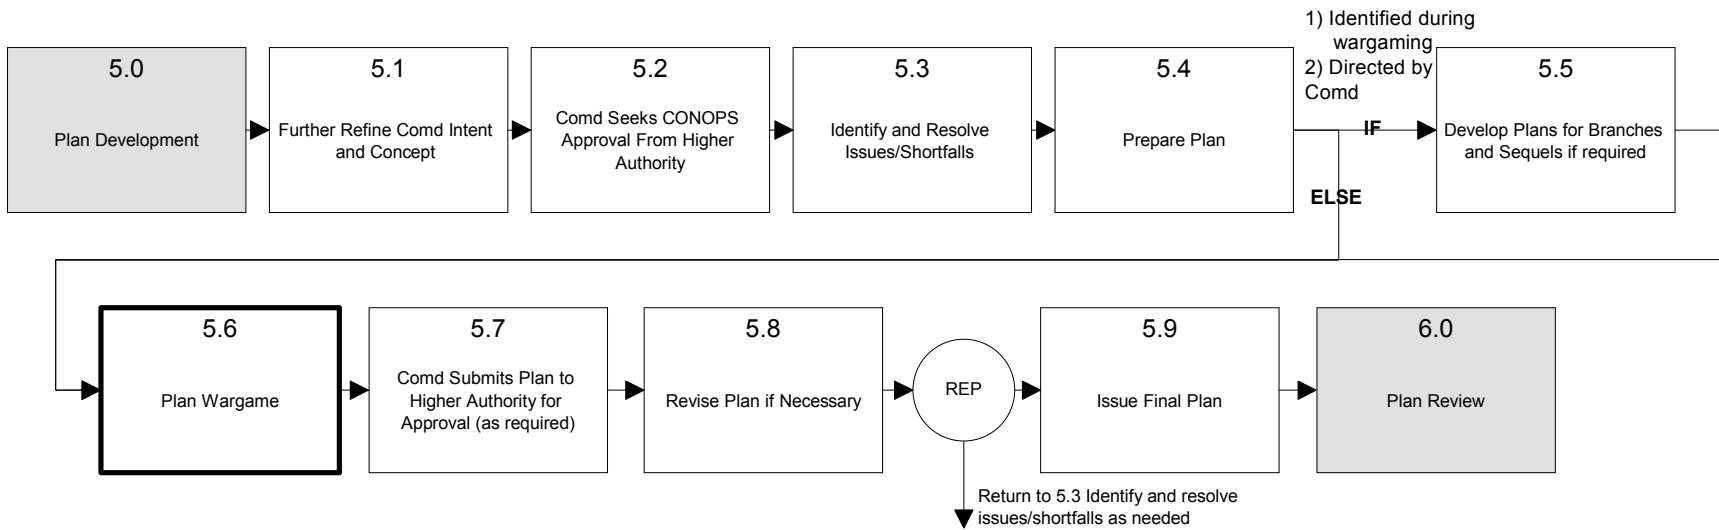 5.0
Plan Development
5.1
Further Refine Comd Intent
and Concept
5.2
Comd Seeks CONOPS
Approval From Higher
Authority
5.3
Identify and Resolve
Issues/Shortfalls
5.4
Prepare Plan
1) Identified during
wargaming
2) Directed by
Comd
IF
ELSE
5.5
Develop Plans for Branches
and Sequels if required
5.6
Plan Wargame
5.7
Comd Submits Plan to
Higher Authority for
Approval (as required)
5.8
Revise Plan if Necessary
REP
Return to 5.3 Identify and resolve
issues/shortfalls as needed
5.9
Issue Final Plan
6.0
Plan Review